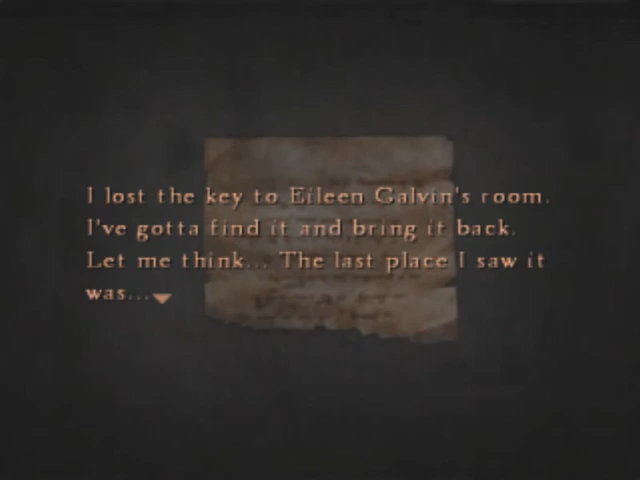 I lost the key to Eileen Galvin's room.
I've gotta find it and bring it back.
Let me think... The last place I saw it
was...